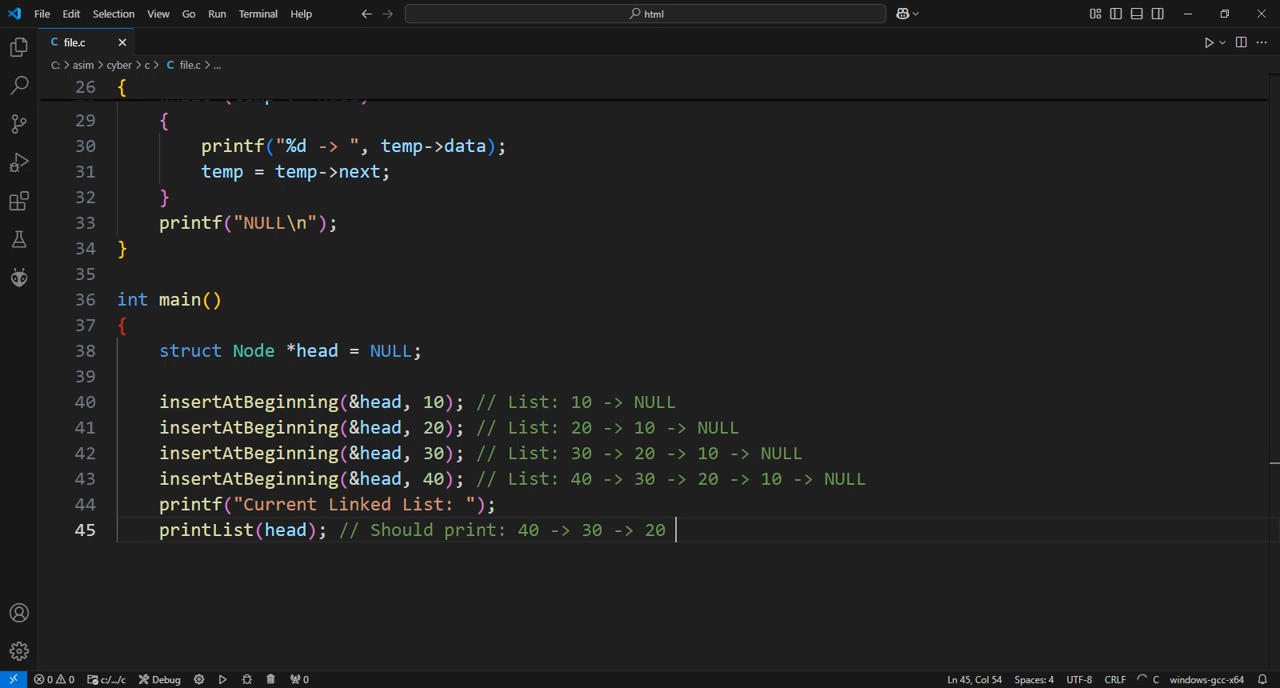 File Edit Selection View Go Run Terminal Help html
C file.c
C: > asim > cyber > c > C file.c > ...
26 {
29 {
30 printf("%d -> ", temp->data);
31 temp = temp->next;
32 }
33 printf("NULL\n");
34 }
35
36 int main()
37 {
38 struct Node *head = NULL;
39
40 insertAtBeginning(&head, 10); // List: 10 -> NULL
41 insertAtBeginning(&head, 20); // List: 20 -> 10 -> NULL
42 insertAtBeginning(&head, 30); // List: 30 -> 20 -> 10 -> NULL
43 insertAtBeginning(&head, 40); // List: 40 -> 30 -> 20 -> 10 -> NULL
44 printf("Current Linked List: ");
45 printList(head); // Should print: 40 -> 30 -> 20
0 0 c:/.../c Debug 0 Ln 45, Col 54 Spaces: 4 UTF-8 CRLF C windows-gcc-x64